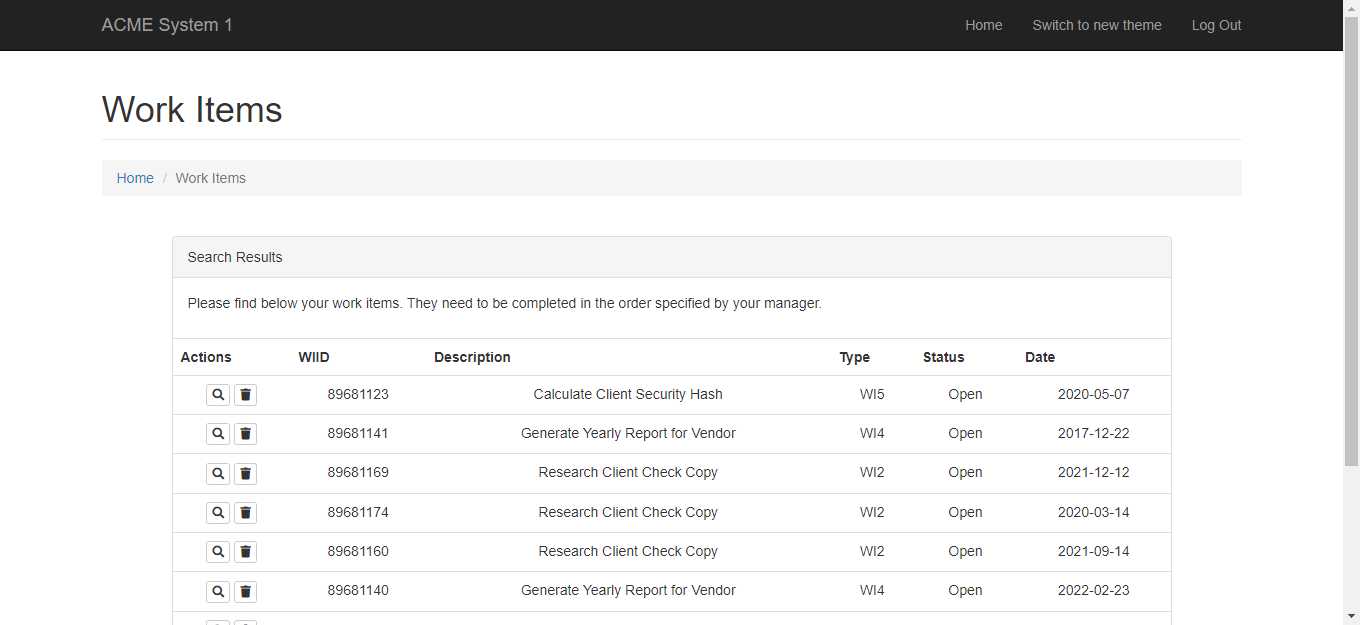 ACME System 1 Home Switch to new theme Log Out
Work Items
Home / Work Items
Search Results
Please find below your work items. They need to be completed in the order specified by your manager.
Actions WIID Description Type Status Date
89681123 Calculate Client Security Hash WI5 Open 2020-05-07
89681141 Generate Yearly Report for Vendor WI4 Open 2017-12-22
89681169 Research Client Check Copy WI2 Open 2021-12-12
89681174 Research Client Check Copy WI2 Open 2020-03-14
89681160 Research Client Check Copy WI2 Open 2021-09-14
89681140 Generate Yearly Report for Vendor WI4 Open 2022-02-23